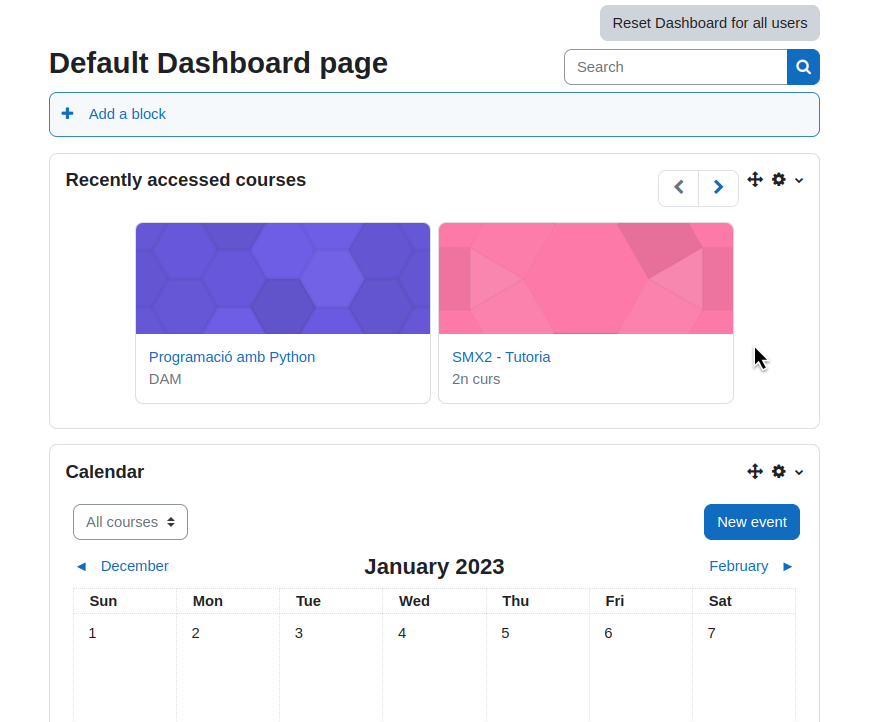 Reset Dashboard for all users
Default Dashboard page
Search
Add a block
Recently accessed courses
Programació amb Python
DAM
SMX2 - Tutoria
2n curs
Calendar
All courses
New event
◄ December January 2023 February ►
Sun Mon Tue Wed Thu Fri Sat
1 2 3 4 5 6 7